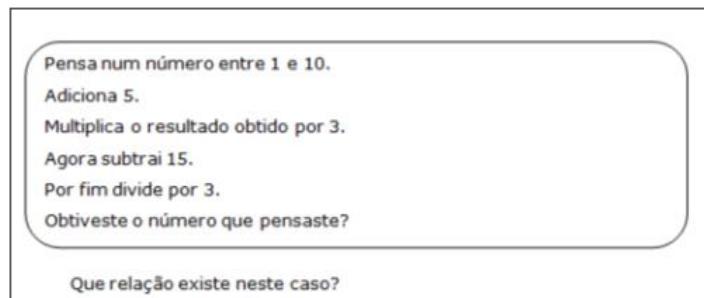 Pensa num número entre 1 e 10.
Adiciona 5.
Multiplica o resultado obtido por 3.
Agora subtrai 15.
Por fim divide por 3.
Obtiveste o número que pensaste?
Que relação existe neste caso?